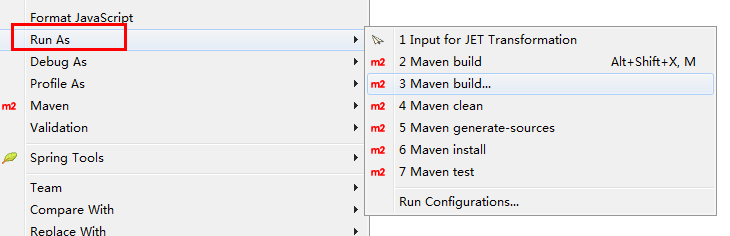 Format JavaScript
Run As
Debug As
Profile As
m2 Maven
Validation
Spring Tools
Team
Compare With
Replace With
1 Input for JET Transformation
m2 2 Maven build Alt+Shift+X, M
m2 3 Maven build...
m2 4 Maven clean
m2 5 Maven generate-sources
m2 6 Maven install
m2 7 Maven test
Run Configurations...